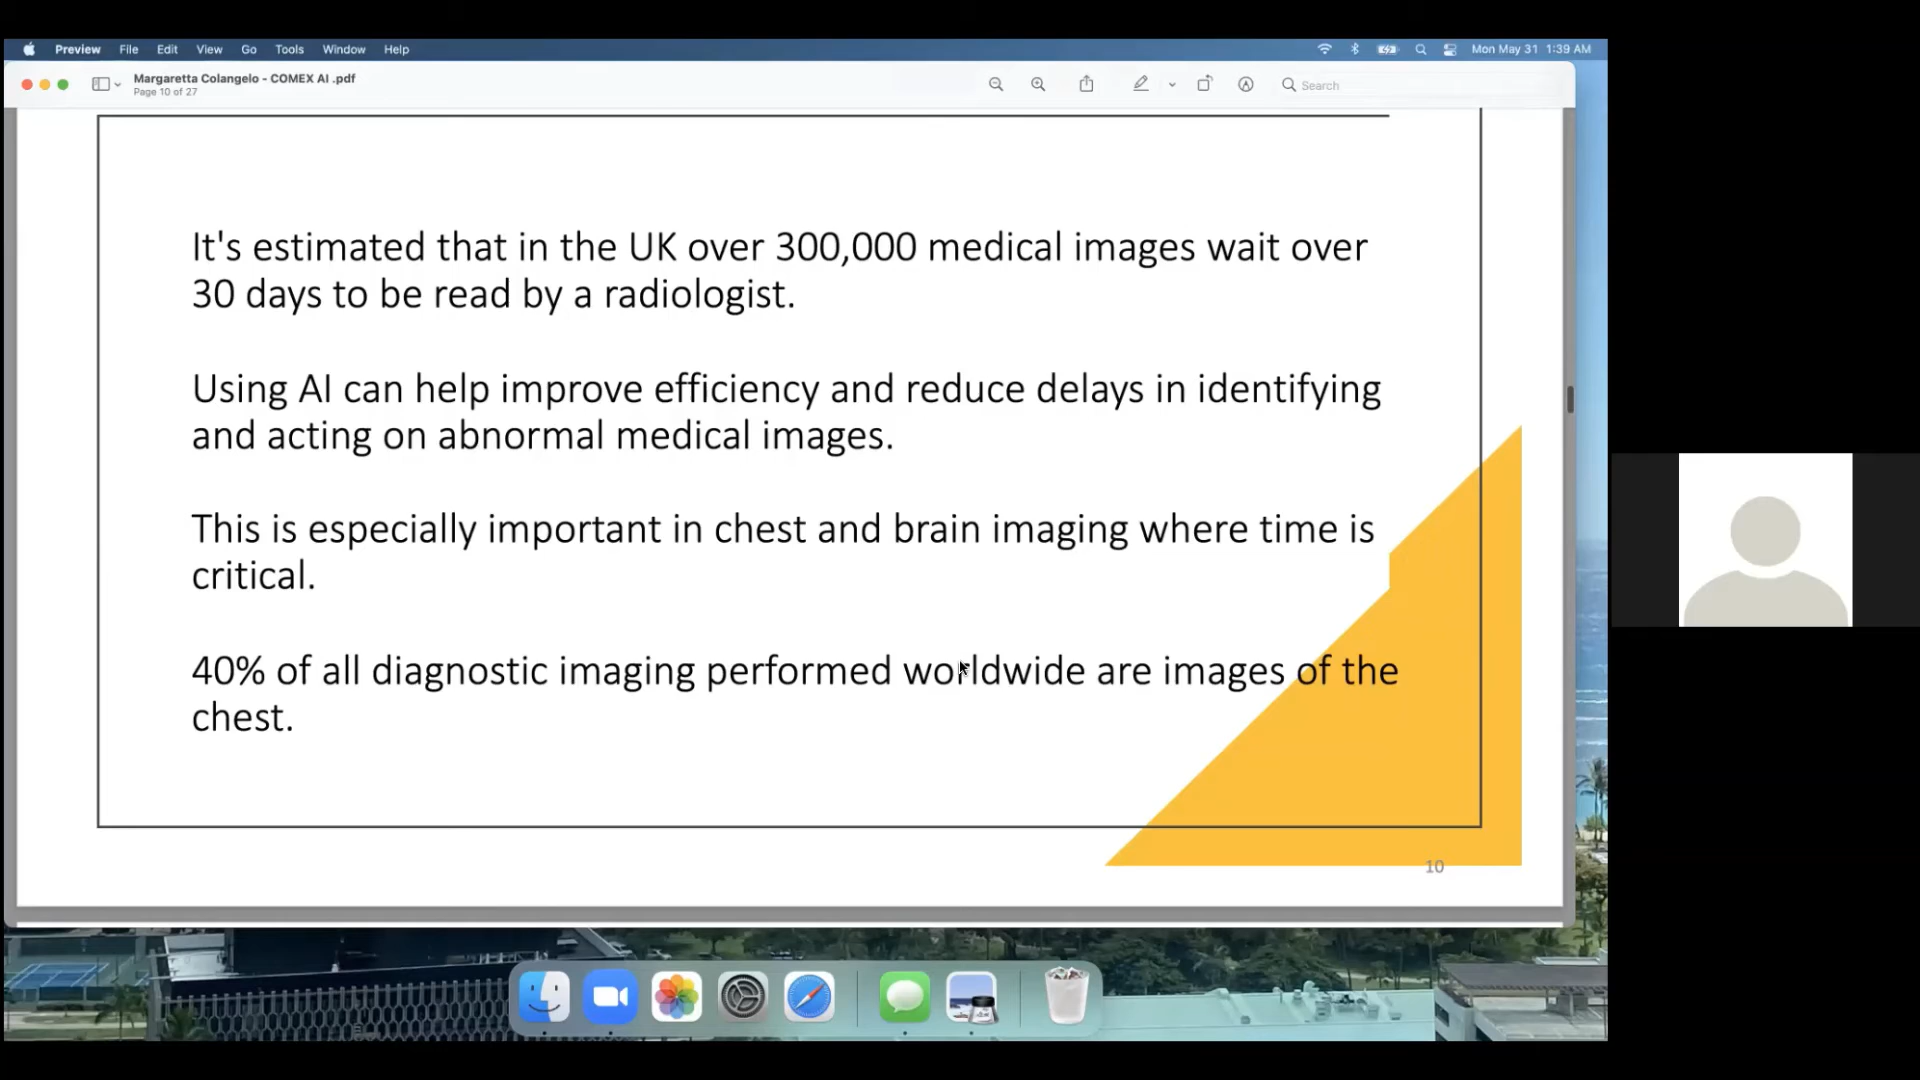 Preview File Edit View Go Tools Window Help Mon May 31 1:39 AM
Margaretta Colangelo - COMEX AI .pdf
Page 10 of 27
Search
It's estimated that in the UK over 300,000 medical images wait over
30 days to be read by a radiologist.
Using AI can help improve efficiency and reduce delays in identifying
and acting on abnormal medical images.
This is especially important in chest and brain imaging where time is
critical.
40% of all diagnostic imaging performed worldwide are images of the
chest.
10